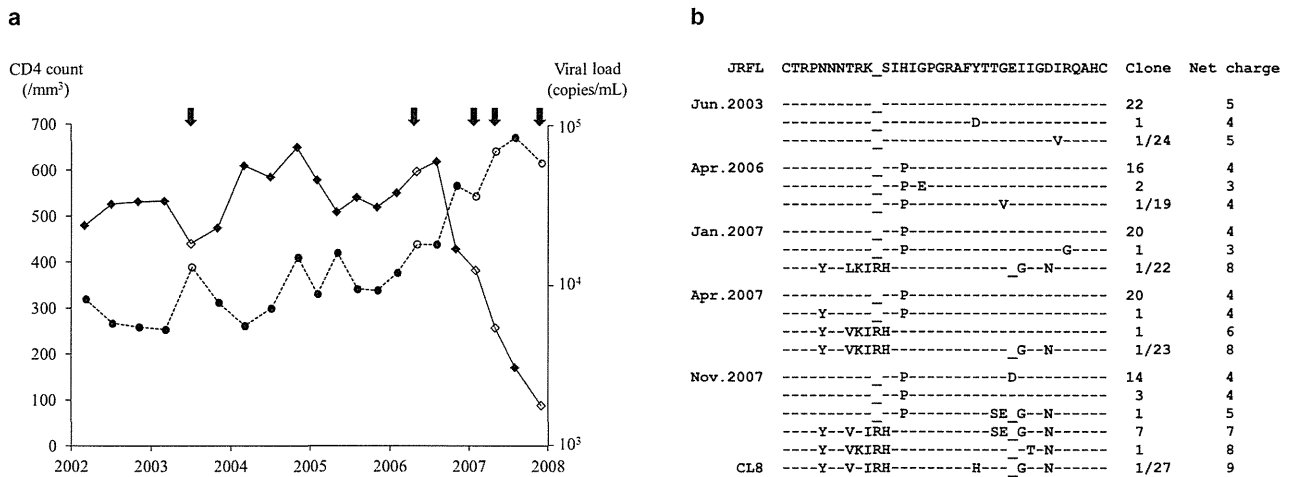 a
CD4 count
(/mm³)
Viral load
(copies/mL)
700
600
500
400
300
200
100
0
10⁵
10⁴
10³
2002 2003 2004 2005 2006 2007 2008
b
JRFL CTRPNNNTRK_SIHIGPGRAFYTTGEIIGDIRQAHC Clone Net charge
Jun.2003 ----------_------------------------- 22 5
----------_----------D-------------- 1 4
----------_-------------------V----- 1/24 5
Apr.2006 ----------_--P---------------------- 16 4
----------_--P-E-------------------- 2 3
----------_--P----------V----------- 1/19 4
Jan.2007 ----------_--P---------------------- 20 4
----------_--P-----------------G---- 1 3
----Y--LKIRH-------------_G--N------ 1/22 8
Apr.2007 ----------_--P---------------------- 20 4
----Y-----_--P---------------------- 1 4
----Y--VKIRH------------------------ 1 6
----Y--VKIRH-------------_G--N------ 1/23 8
Nov.2007 ----------_--P-----------D---------- 14 4
----------_--P---------------------- 3 4
----------_--P---------SE_G--N------ 1 5
----Y--V-IRH-----------SE_G--N------ 7 7
----Y--VKIRH-------------_-T-N------ 1 8
CL8 ----Y--V-IRH---------H---_G--N------ 1/27 9